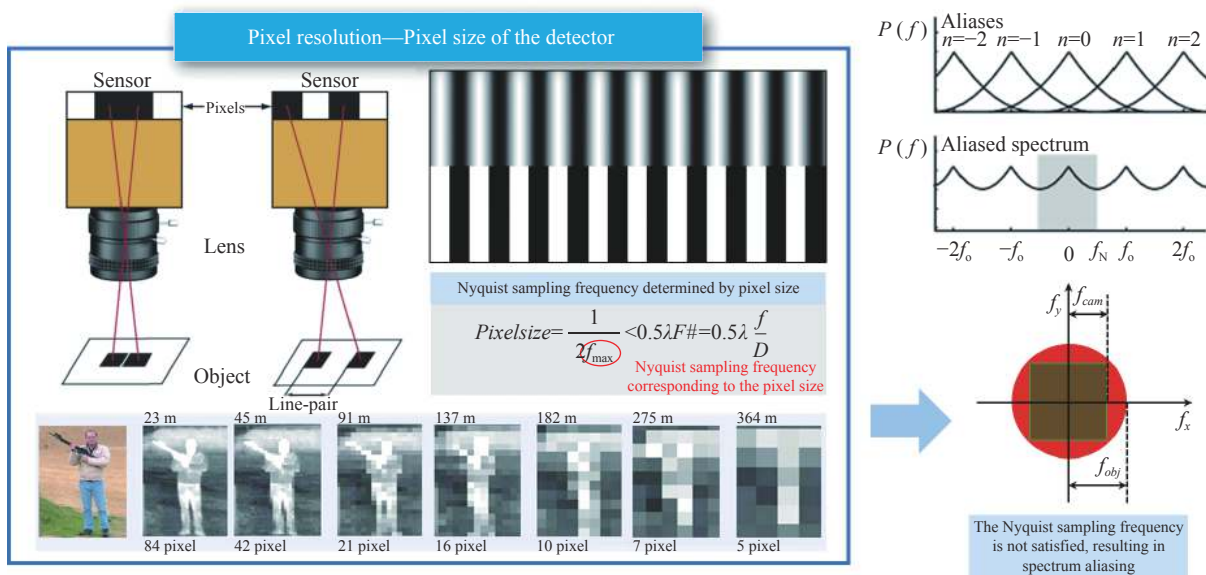 Pixel resolution—Pixel size of the detector
Sensor
Sensor
Pixels
Lens
Object
Line-pair
Nyquist sampling frequency determined by pixel size
Pixelsize=1/2f_max<0.5λF#=0.5λ f/D
Nyquist sampling frequency
corresponding to the pixel size
23 m 45 m 91 m 137 m 182 m 275 m 364 m
84 pixel 42 pixel 21 pixel 16 pixel 10 pixel 7 pixel 5 pixel
P(f) Aliases
n=−2 n=−1 n=0 n=1 n=2
P(f) Aliased spectrum
−2f_o −f_o 0 f_N f_o 2f_o
f_y f_cam
f_x
f_obj
The Nyquist sampling frequency
is not satisfied, resulting in
spectrum aliasing